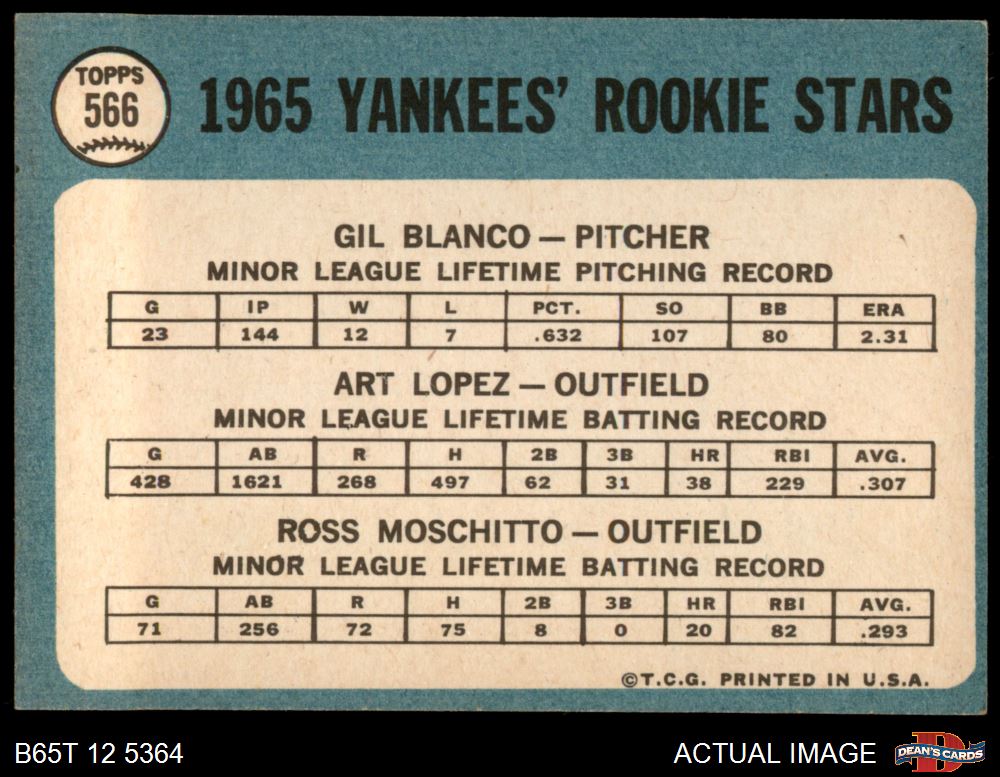 TOPPS
566
1965 YANKEES' ROOKIE STARS
GIL BLANCO — PITCHER
MINOR LEAGUE LIFETIME PITCHING RECORD
G IP W L PCT. SO BB ERA
23 144 12 7 .632 107 80 2.31
ART LOPEZ — OUTFIELD
MINOR LEAGUE LIFETIME BATTING RECORD
G AB R H 2B 3B HR RBI AVG.
428 1621 268 497 62 31 38 229 .307
ROSS MOSCHITTO — OUTFIELD
MINOR LEAGUE LIFETIME BATTING RECORD
G AB R H 2B 3B HR RBI AVG.
71 256 72 75 8 0 20 82 .293
©T.C.G. PRINTED IN U.S.A.
B65T 12 5364 ACTUAL IMAGE
D
DEAN'S CARDS